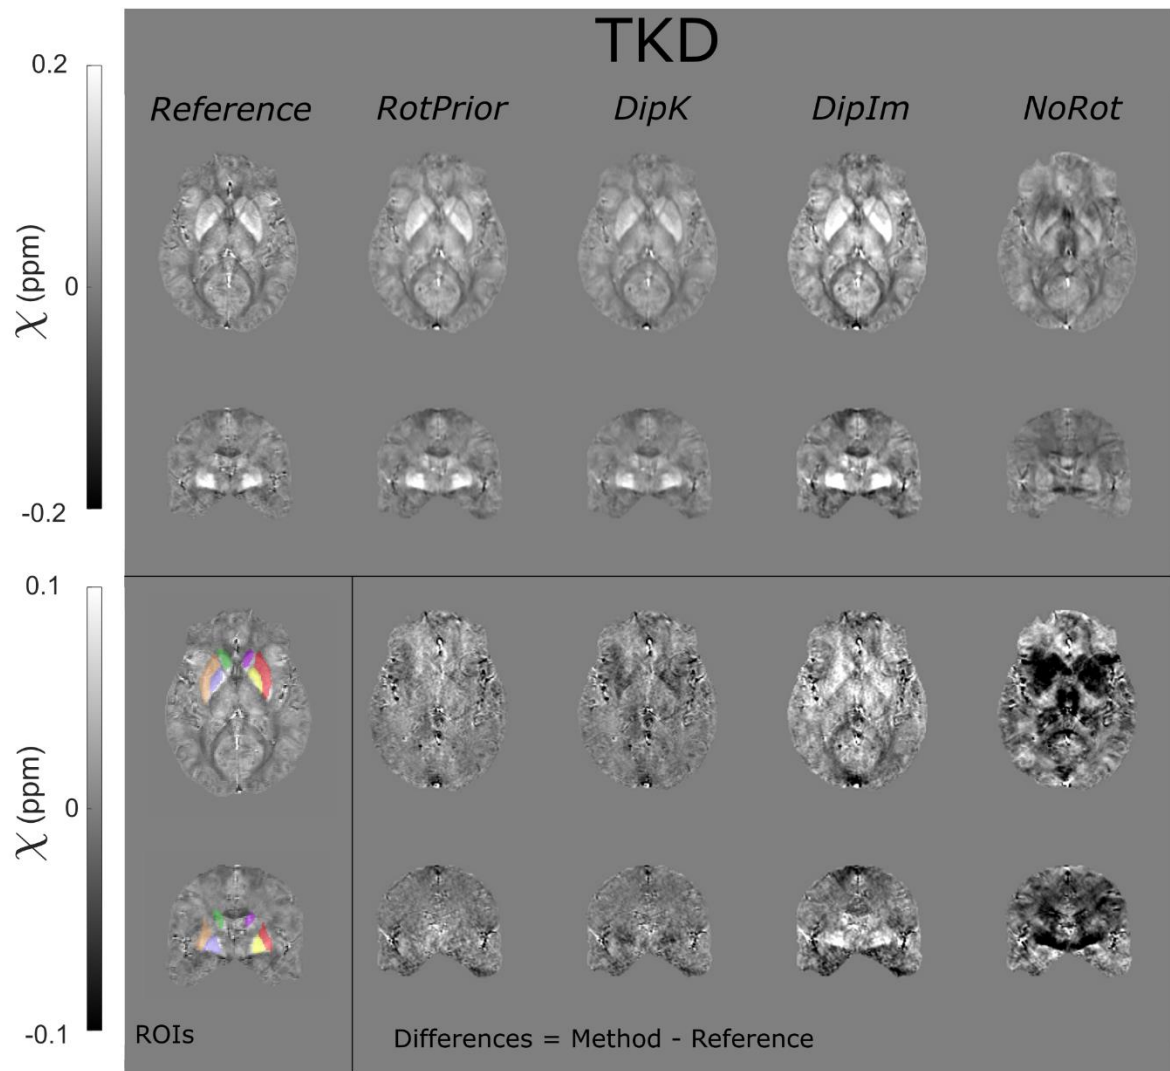 TKD
Reference RotPrior DipK DipIm NoRot
0.2
χ (ppm)
0
-0.2
0.1
χ (ppm)
0
-0.1
ROIs
Differences = Method - Reference